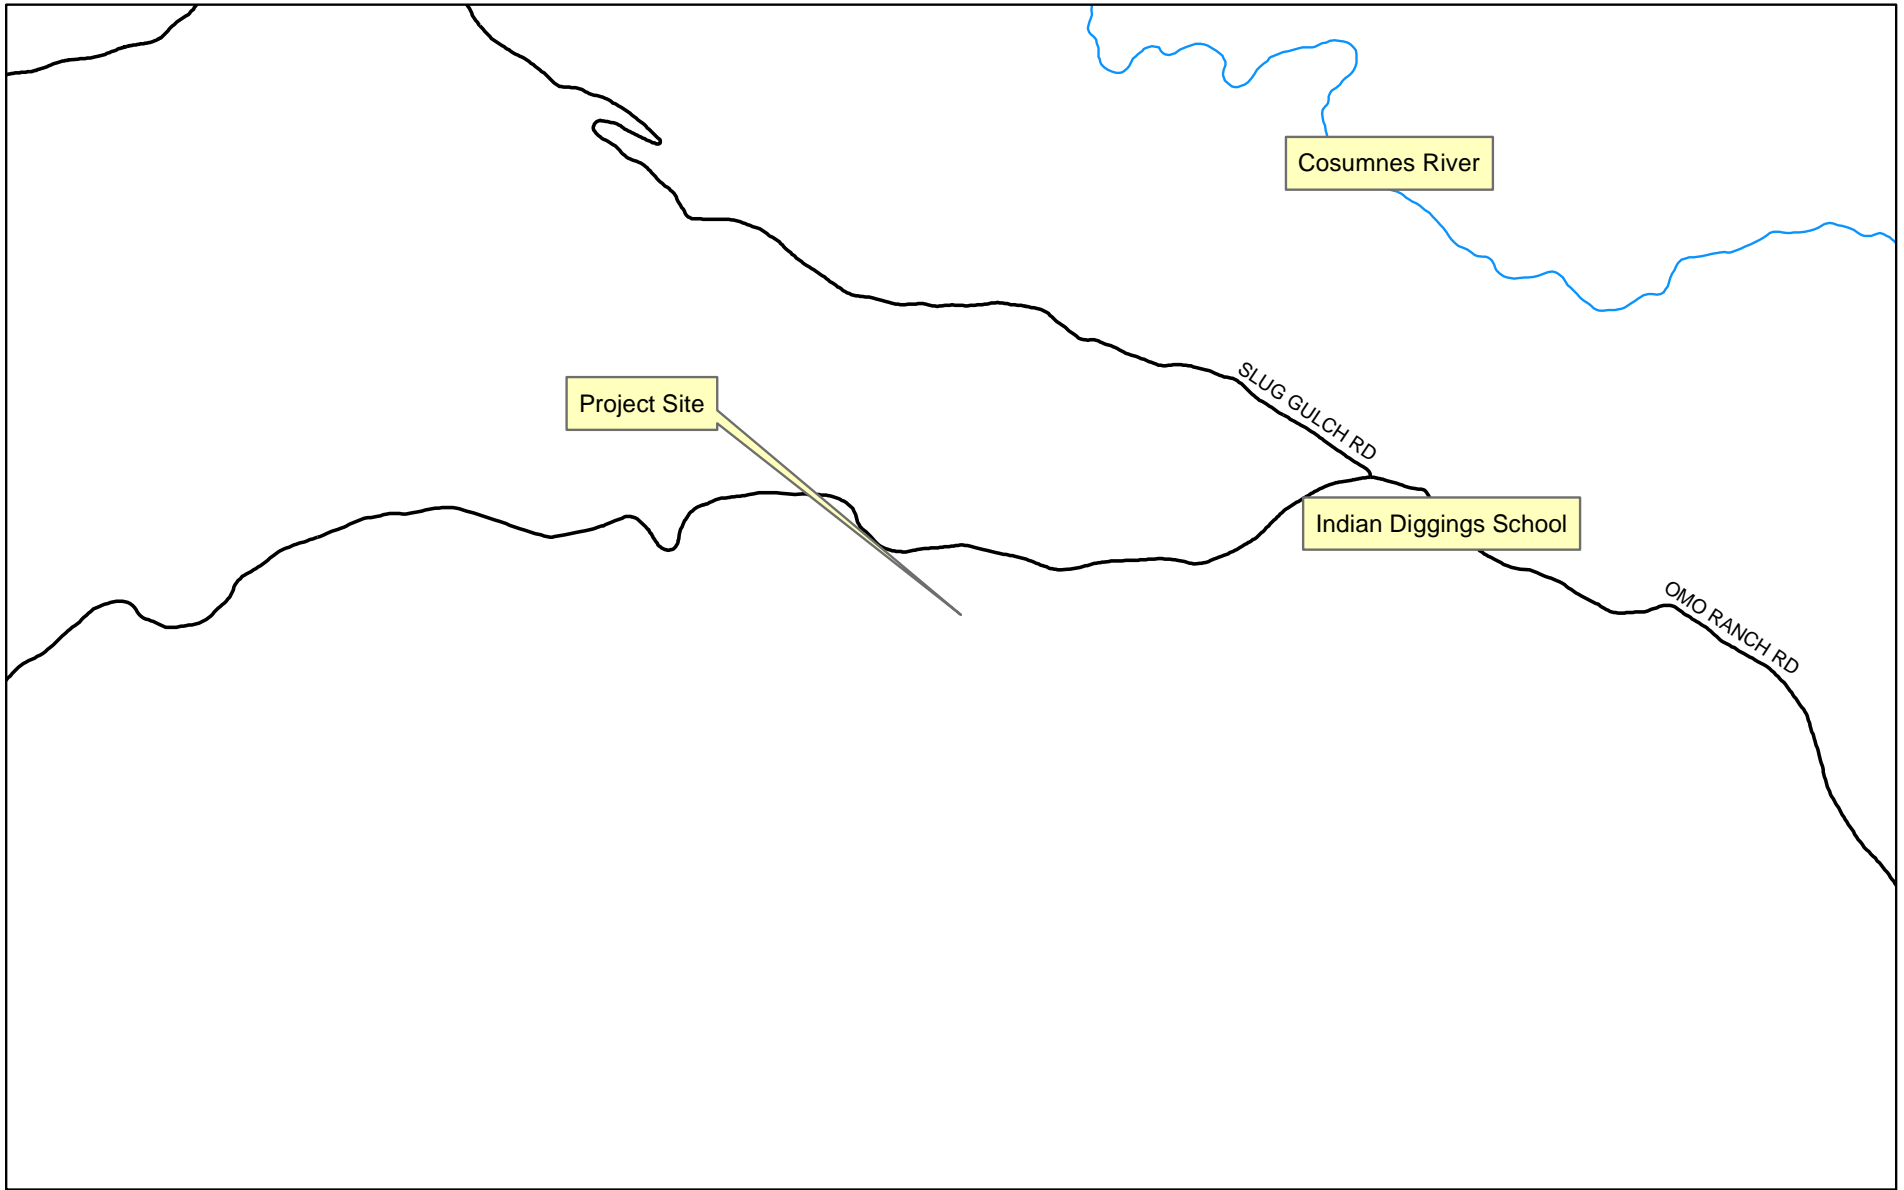 Cosumnes River
SLUG GULCH RD
Project Site
Indian Diggings School
OMO RANCH RD